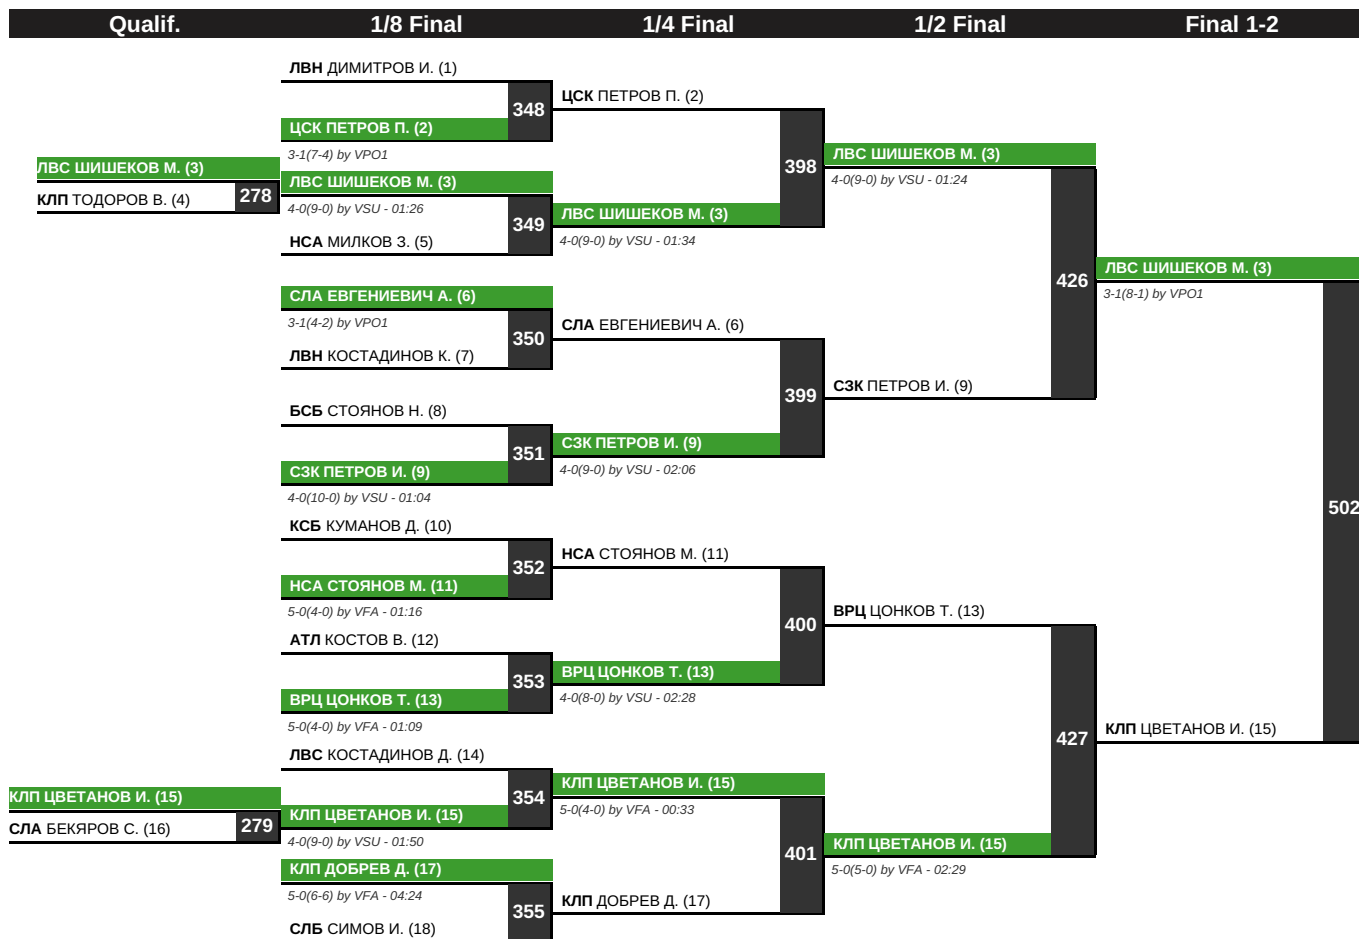 Qualif.
1/8 Final
1/4 Final
1/2 Final
Final 1-2
ЛВС ШИШЕКОВ М. (3)
КЛП ТОДОРОВ В. (4)
278
КЛП ЦВЕТАНОВ И. (15)
СЛА БЕКЯРОВ С. (16)
279
ЛВН ДИМИТРОВ И. (1)
348
ЦСК ПЕТРОВ П. (2)
3-1(7-4) by VPO1
ЛВС ШИШЕКОВ М. (3)
4-0(9-0) by VSU - 01:26
349
НСА МИЛКОВ З. (5)
СЛА ЕВГЕНИЕВИЧ А. (6)
3-1(4-2) by VPO1
350
ЛВН КОСТАДИНОВ К. (7)
БСБ СТОЯНОВ Н. (8)
351
СЗК ПЕТРОВ И. (9)
4-0(10-0) by VSU - 01:04
КСБ КУМАНОВ Д. (10)
352
НСА СТОЯНОВ М. (11)
5-0(4-0) by VFA - 01:16
АТЛ КОСТОВ В. (12)
353
ВРЦ ЦОНКОВ Т. (13)
5-0(4-0) by VFA - 01:09
ЛВС КОСТАДИНОВ Д. (14)
354
КЛП ЦВЕТАНОВ И. (15)
4-0(9-0) by VSU - 01:50
КЛП ДОБРЕВ Д. (17)
5-0(6-6) by VFA - 04:24
355
СЛБ СИМОВ И. (18)
ЦСК ПЕТРОВ П. (2)
398
ЛВС ШИШЕКОВ М. (3)
4-0(9-0) by VSU - 01:34
СЛА ЕВГЕНИЕВИЧ А. (6)
399
СЗК ПЕТРОВ И. (9)
4-0(9-0) by VSU - 02:06
НСА СТОЯНОВ М. (11)
400
ВРЦ ЦОНКОВ Т. (13)
4-0(8-0) by VSU - 02:28
КЛП ЦВЕТАНОВ И. (15)
5-0(4-0) by VFA - 00:33
401
КЛП ДОБРЕВ Д. (17)
ЛВС ШИШЕКОВ М. (3)
4-0(9-0) by VSU - 01:24
426
СЗК ПЕТРОВ И. (9)
ВРЦ ЦОНКОВ Т. (13)
427
КЛП ЦВЕТАНОВ И. (15)
5-0(5-0) by VFA - 02:29
ЛВС ШИШЕКОВ М. (3)
3-1(8-1) by VPO1
502
КЛП ЦВЕТАНОВ И. (15)